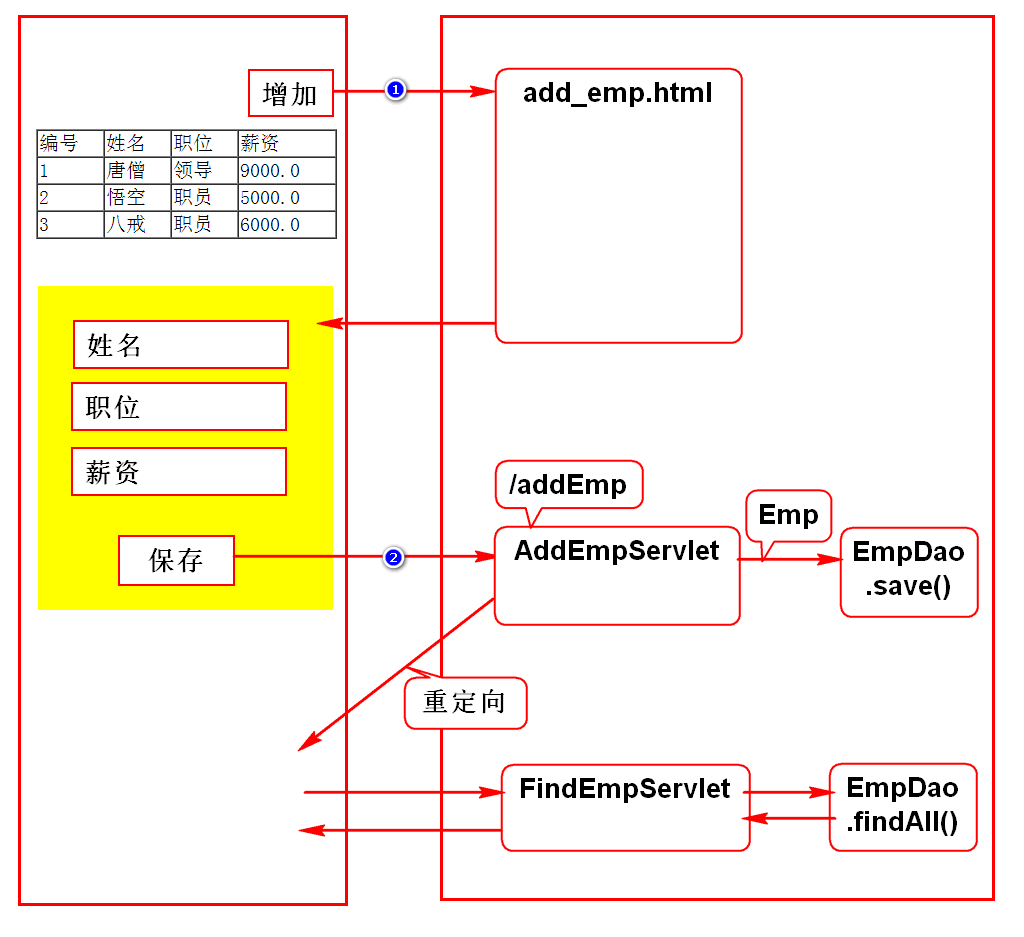 增加
1
add_emp.html
编号 姓名 职位 薪资
1 唐僧 领导 9000.0
2 悟空 职员 5000.0
3 八戒 职员 6000.0
姓名
职位
薪资
保存
2
/addEmp
AddEmpServlet
Emp
EmpDao
.save()
重定向
FindEmpServlet
EmpDao
.findAll()